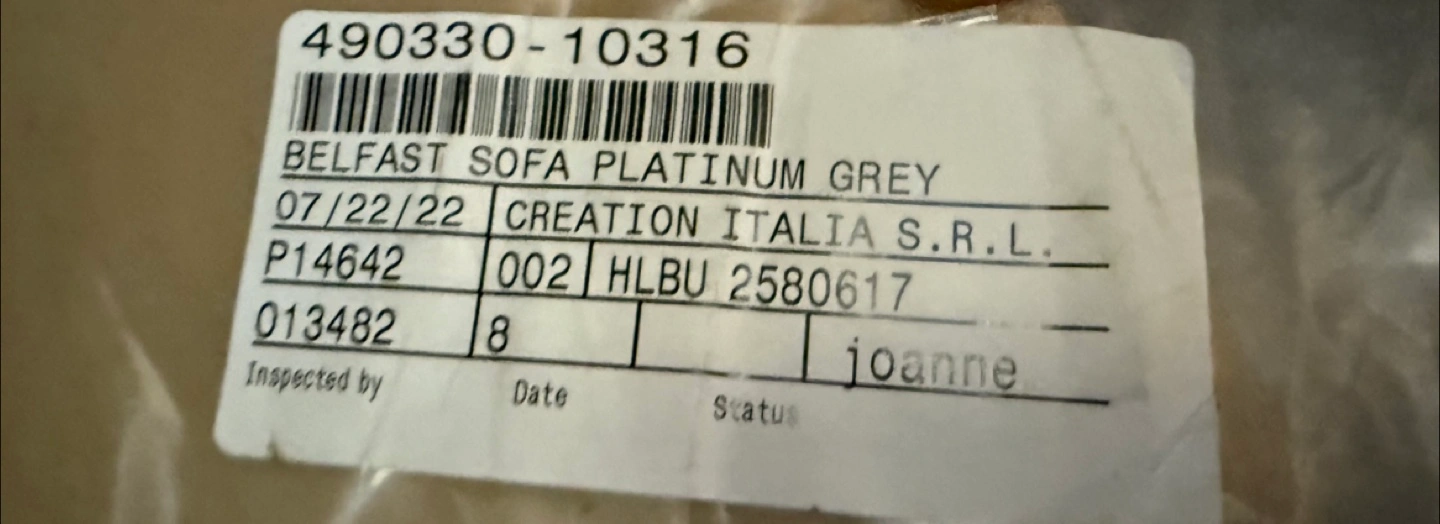 490330-10316
BELFAST SOFA PLATINUM GREY
07/22/22 CREATION ITALIA S.R.L.
P14642 002 HLBU 2580617
013482 8 joanne
Inspected by Date Status